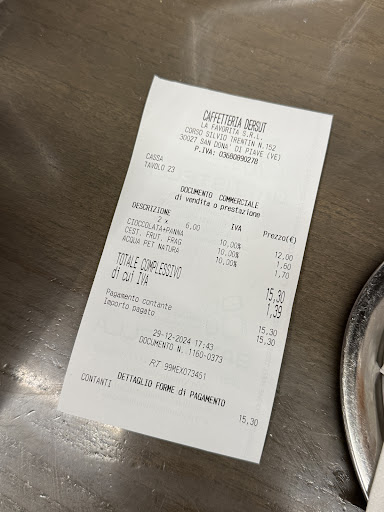 CAFFETTERIA DERSUT
LA FAVORITA S.R.L.
CORSO SILVIO TRENTIN N.152
30027 SAN DONA' DI PIAVE (VE)
P.IVA: 03680890278
CASSA
TAVOLO 23
DOCUMENTO COMMERCIALE
di vendita o prestazione
DESCRIZIONE IVA Prezzo(€)
2 x 6.00
CIOCCOLATA+PANNA 10,00% 12,00
CEST. FRUT. FRAG 10,00% 1.60
ACQUA PET NATURA 10,00% 1.70
TOTALE COMPLESSIVO 15,30
di cui IVA 1,39
Pagamento contante 15,30
Importo pagato 15,30
29-12-2024 17:43
DOCUMENTO N. 1160-0373
RT 99MEX073451
DETTAGLIO FORME di PAGAMENTO
CONTANTI 15,30